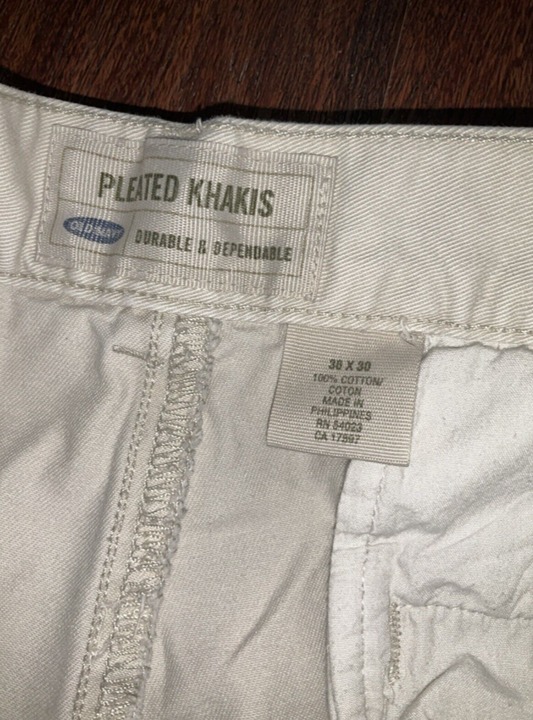 PLEATED KHAKIS
OLD NAVY
DURABLE & DEPENDABLE
36 X 30
100% COTTON/
COTON
MADE IN
PHILIPPINES
RN 54023
CA 17897